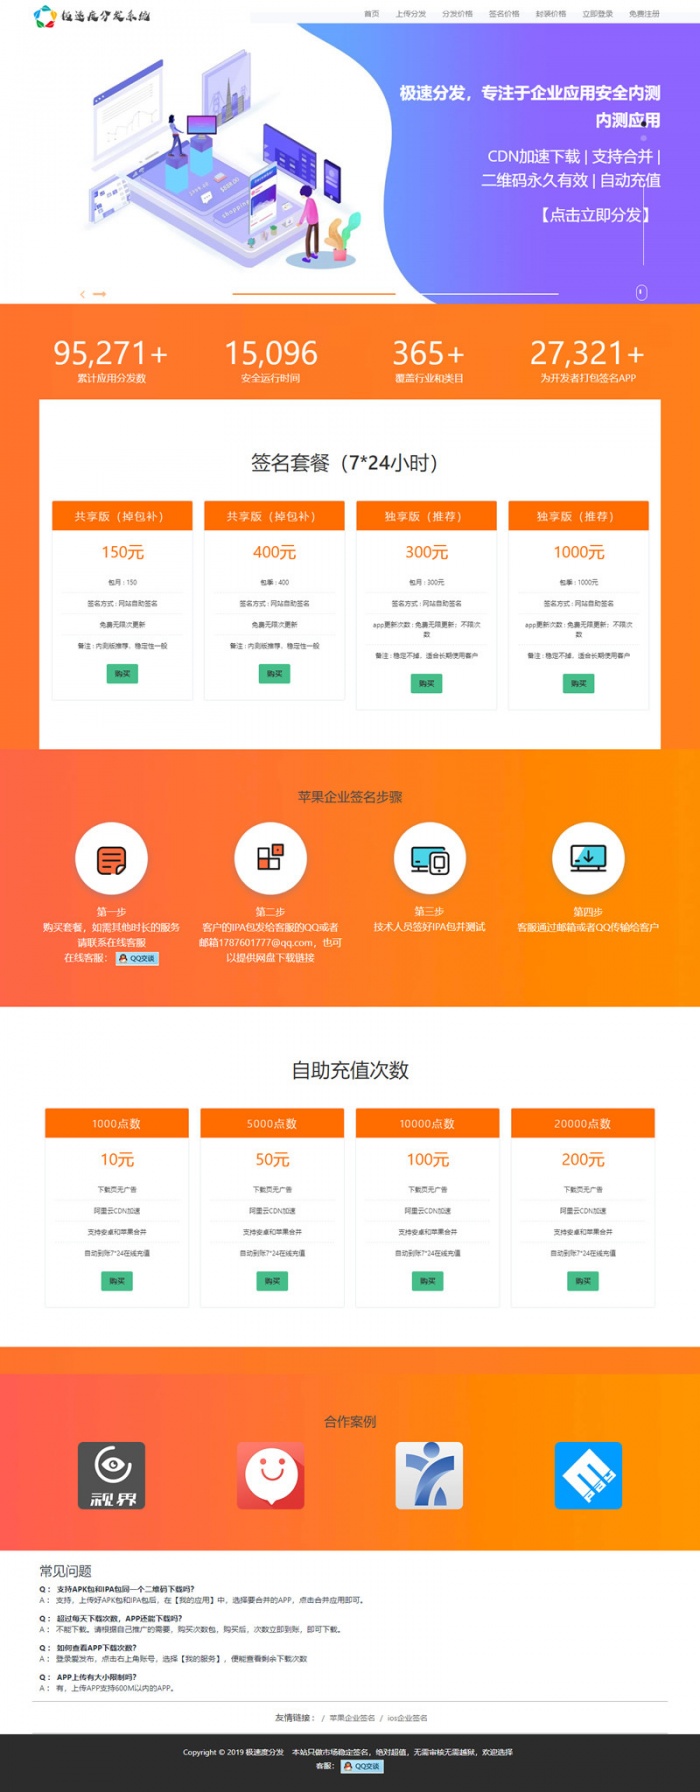 极速度分发系统
首页 上传分发 分发价格 签名价格 封装价格 立即登录 免费注册
极速分发，专注于企业应用安全内测
内测应用
CDN加速下载 | 支持合并 |
二维码永久有效 | 自动充值
【点击立即分发】
95,271+ 15,096 365+ 27,321+
累计应用分发数 安全运行时间 覆盖行业和类目 为开发者打包签名APP
签名套餐（7*24小时）
共享版（掉包补） 共享版（掉包补） 独享版（推荐） 独享版（推荐）
150元 400元 300元 1000元
包月 : 150 包季 : 400 包月 : 300元 包季 : 1000元
签名方式 : 网站自助签名 签名方式 : 网站自助签名 签名方式 : 网站自助签名 签名方式 : 网站自助签名
免费无限次更新 免费无限次更新 app更新次数 : 免费无限更新；不限次数 app更新次数 : 免费无限更新；不限次数
备注 : 内测版推荐，稳定性一般 备注 : 内测版推荐，稳定性一般 备注 : 稳定不掉，适合长期使用客户 备注 : 稳定不掉，适合长期使用客户
购买 购买 购买 购买
苹果企业签名步骤
第一步
购买套餐，如需其他时长的服务
请联系在线客服
在线客服： QQ交谈
第二步
客户的IPA包发给客服的QQ或者
邮箱1787601777@qq.com，也可
以提供网盘下载链接
第三步
技术人员签好IPA包并测试
第四步
客服通过邮箱或者QQ传输给客户
自助充值次数
1000点数 5000点数 10000点数 20000点数
10元 50元 100元 200元
下载页无广告 下载页无广告 下载页无广告 下载页无广告
阿里云CDN加速 阿里云CDN加速 阿里云CDN加速 阿里云CDN加速
支持安卓和苹果合并 支持安卓和苹果合并 支持安卓和苹果合并 支持安卓和苹果合并
自动到账7*24在线充值 自动到账7*24在线充值 自动到账7*24在线充值 自动到账7*24在线充值
购买 购买 购买 购买
合作案例
视界
常见问题
Q： 支持APK包和IPA包同一个二维码下载吗？
A： 支持，上传好APK包和IPA包后，在【我的应用】中，选择要合并的APP，点击合并应用即可。
Q： 超过每天下载次数，APP还能下载吗？
A： 不能下载。请根据自己推广的需要，购买次数包，购买后，次数立即到账，即可下载。
Q： 如何查看APP下载次数？
A： 登录爱发布，点击右上角账号，选择【我的服务】，便能查看剩余下载次数
Q： APP上传有大小限制吗？
A： 有，上传APP支持600M以内的APP。
友情链接： / 苹果企业签名 / ios企业签名
Copyright © 2019 极速度分发 本站只做市场稳定签名，绝对超值，无需审核无需越狱，欢迎选择
客服： QQ交谈